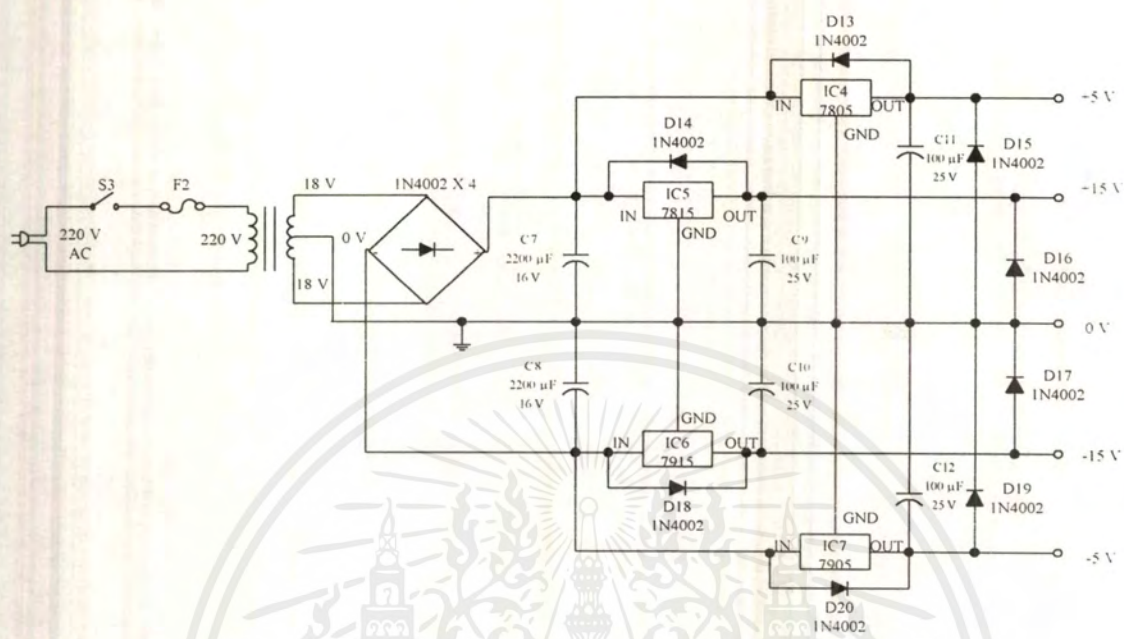 D13
1N4002
IN
IC4
7805
OUT
GND
+5 V
D14
1N4002
C11
100 µF
25 V
D15
1N4002
S3
F2
18 V
1N4002 X 4
IN
IC5
7815
OUT
GND
+15 V
220 V
AC
220 V
0 V
C7
2200 µF
16 V
C9
100 µF
25 V
D16
1N4002
18 V
0 V
C8
2200 µF
16 V
C10
100 µF
25 V
D17
1N4002
GND
IN
IC6
7915
OUT
-15 V
D18
1N4002
C12
100 µF
25 V
D19
1N4002
GND
IN
IC7
7905
OUT
-5 V
D20
1N4002